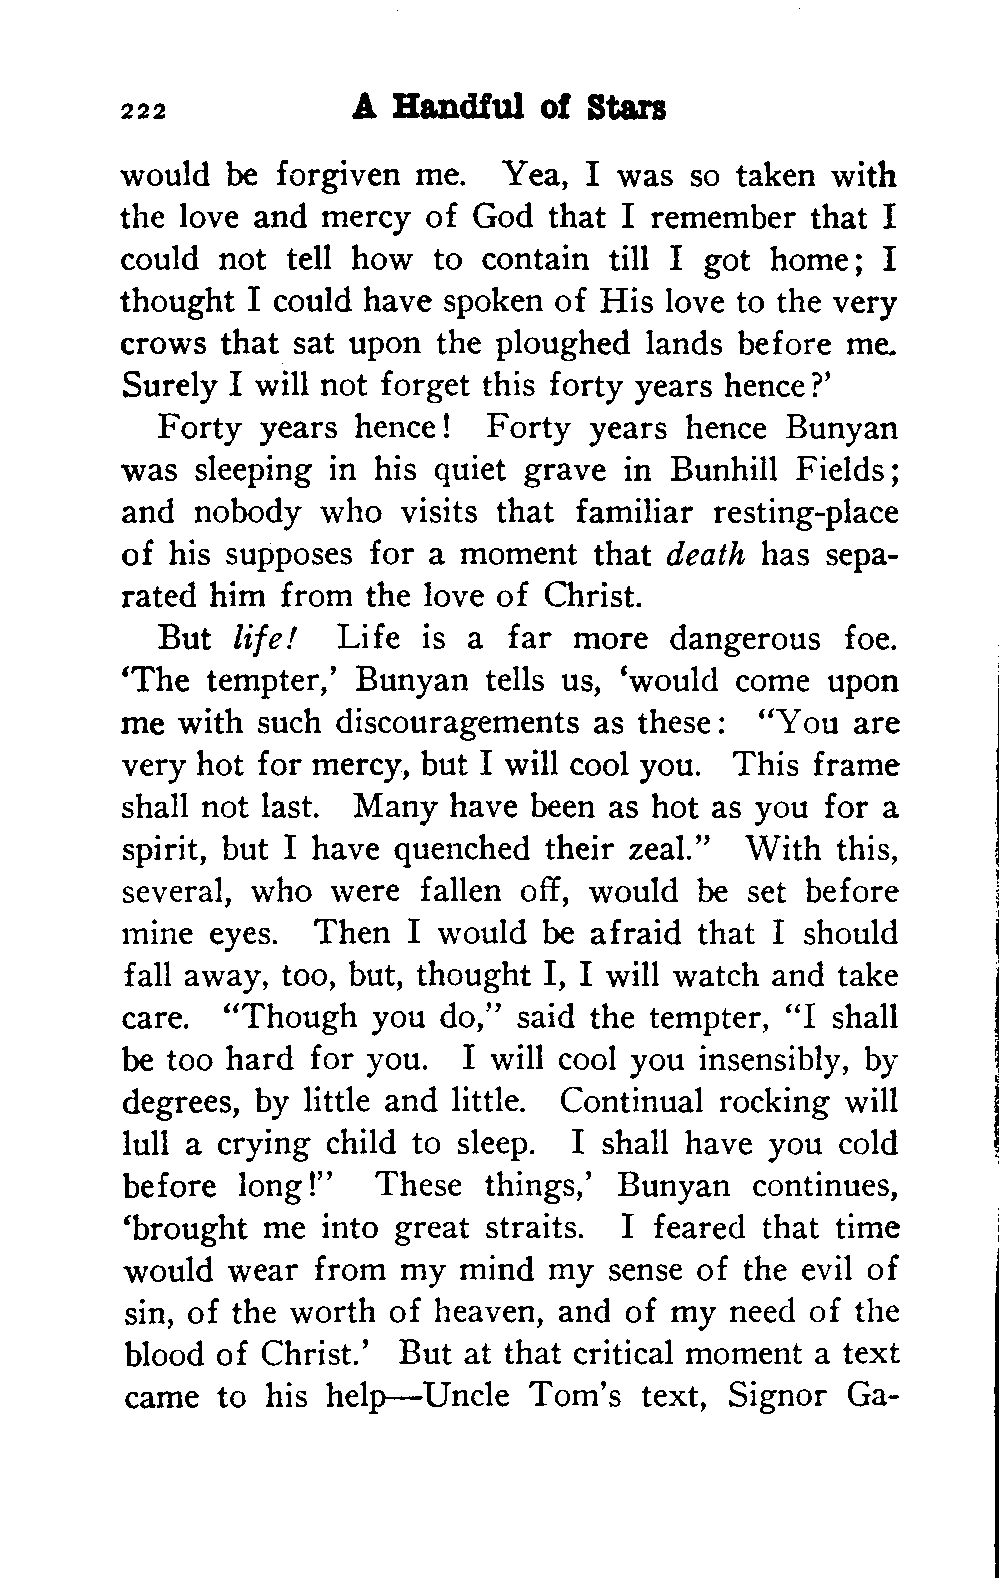 222 A Handful of Stars
would be forgiven me. Yea, I was so taken with
the love and mercy of God that I remember that I
could not tell how to contain till I got home; I
thought I could have spoken of His love to the very
crows that sat upon the ploughed lands before me.
Surely I will not forget this forty years hence?’
Forty years hence! Forty years hence Bunyan
was sleeping in his quiet grave in Bunhill Fields;
and nobody who visits that familiar resting-place
of his supposes for a moment that death has sepa-
rated him from the love of Christ.
But life! Life is a far more dangerous foe.
‘The tempter,’ Bunyan tells us, ‘would come upon
me with such discouragements as these: “You are
very hot for mercy, but I will cool you. This frame
shall not last. Many have been as hot as you for a
spirit, but I have quenched their zeal.” With this,
several, who were fallen off, would be set before
mine eyes. Then I would be afraid that I should
fall away, too, but, thought I, I will watch and take
care. “Though you do,” said the tempter, “I shall
be too hard for you. I will cool you insensibly, by
degrees, by little and little. Continual rocking will
lull a crying child to sleep. I shall have you cold
before long!” These things,’ Bunyan continues,
‘brought me into great straits. I feared that time
would wear from my mind my sense of the evil of
sin, of the worth of heaven, and of my need of the
blood of Christ.’ But at that critical moment a text
came to his help—Uncle Tom’s text, Signor Ga-